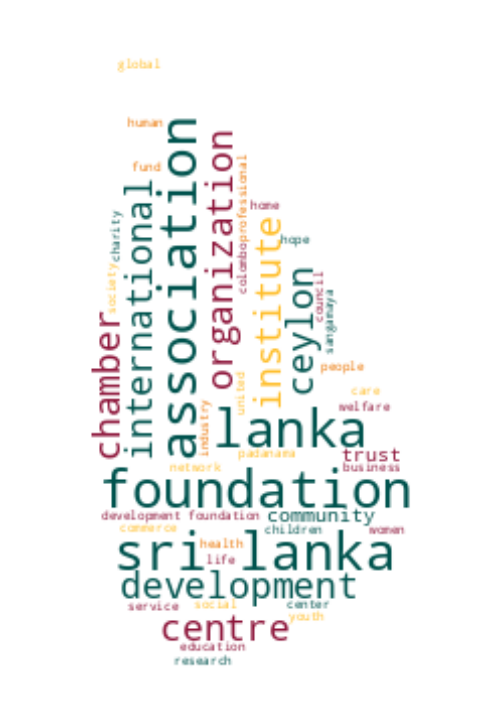 global
human
association
organization
fund
professional
international
home
charity
institute
hope
colombo
society
ceylon
council
sanganaya
chamber
people
united
care
industry
welfare
lanka
padanama
trust
network
business
foundation
development foundation
community
commerce
children
women
sri lanka
health
life
development
service
social
center
youth
centre
education
research